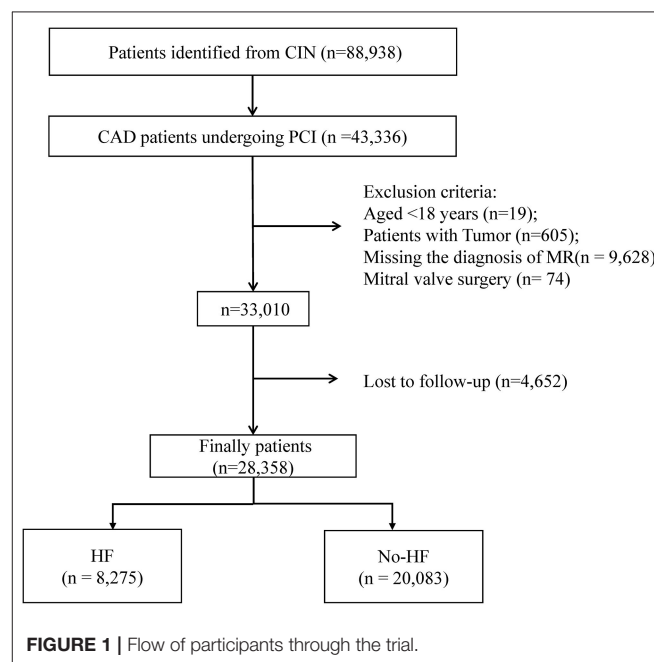 Patients identified from CIN (n=88,938)
CAD patients undergoing PCI (n =43,336)
Exclusion criteria:
Aged <18 years (n=19);
Patients with Tumor (n=605);
Missing the diagnosis of MR(n = 9,628)
Mitral valve surgery (n= 74)
n=33,010
Lost to follow-up (n=4,652)
Finally patients
(n=28,358)
HF
(n = 8,275)
No-HF
(n = 20,083)
FIGURE 1 | Flow of participants through the trial.